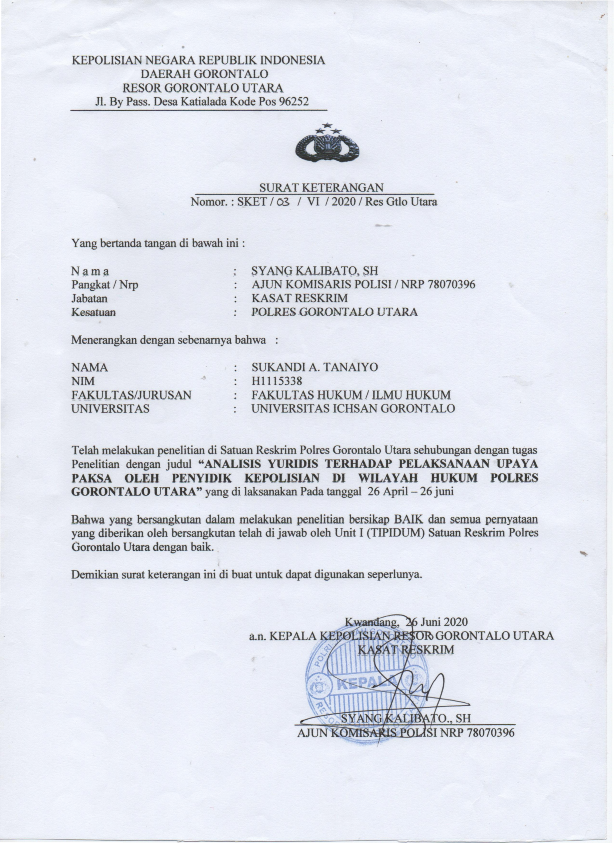 KEPOLISIAN NEGARA REPUBLIK INDONESIA
DAERAH GORONTALO
RESOR GORONTALO UTARA
Jl. By Pass. Desa Katialada Kode Pos 96252
SURAT KETERANGAN
Nomor. : SKET / 03 / VI / 2020 / Res Gtlo Utara
Yang bertanda tangan di bawah ini :
N a m a : SYANG KALIBATO, SH
Pangkat / Nrp : AJUN KOMISARIS POLISI / NRP 78070396
Jabatan : KASAT RESKRIM
Kesatuan : POLRES GORONTALO UTARA
Menerangkan dengan sebenarnya bahwa :
NAMA : SUKANDI A. TANAIYO
NIM : H1115338
FAKULTAS/JURUSAN : FAKULTAS HUKUM / ILMU HUKUM
UNIVERSITAS : UNIVERSITAS ICHSAN GORONTALO
Telah melakukan penelitian di Satuan Reskrim Polres Gorontalo Utara sehubungan dengan tugas
Penelitian dengan judul “ANALISIS YURIDIS TERHADAP PELAKSANAAN UPAYA
PAKSA OLEH PENYIDIK KEPOLISIAN DI WILAYAH HUKUM POLRES
GORONTALO UTARA” yang di laksanakan Pada tanggal 26 April – 26 juni
Bahwa yang bersangkutan dalam melakukan penelitian bersikap BAIK dan semua pernyataan
yang diberikan oleh bersangkutan telah di jawab oleh Unit I (TIPIDUM) Satuan Reskrim Polres
Gorontalo Utara dengan baik.
Demikian surat keterangan ini di buat untuk dapat digunakan seperlunya.
Kwandang, 26 Juni 2020
a.n. KEPALA KEPOLISIAN RESOR GORONTALO UTARA
KASAT RESKRIM
KEPALA
SYANG KALIBATO., SH
AJUN KOMISARIS POLISI NRP 78070396